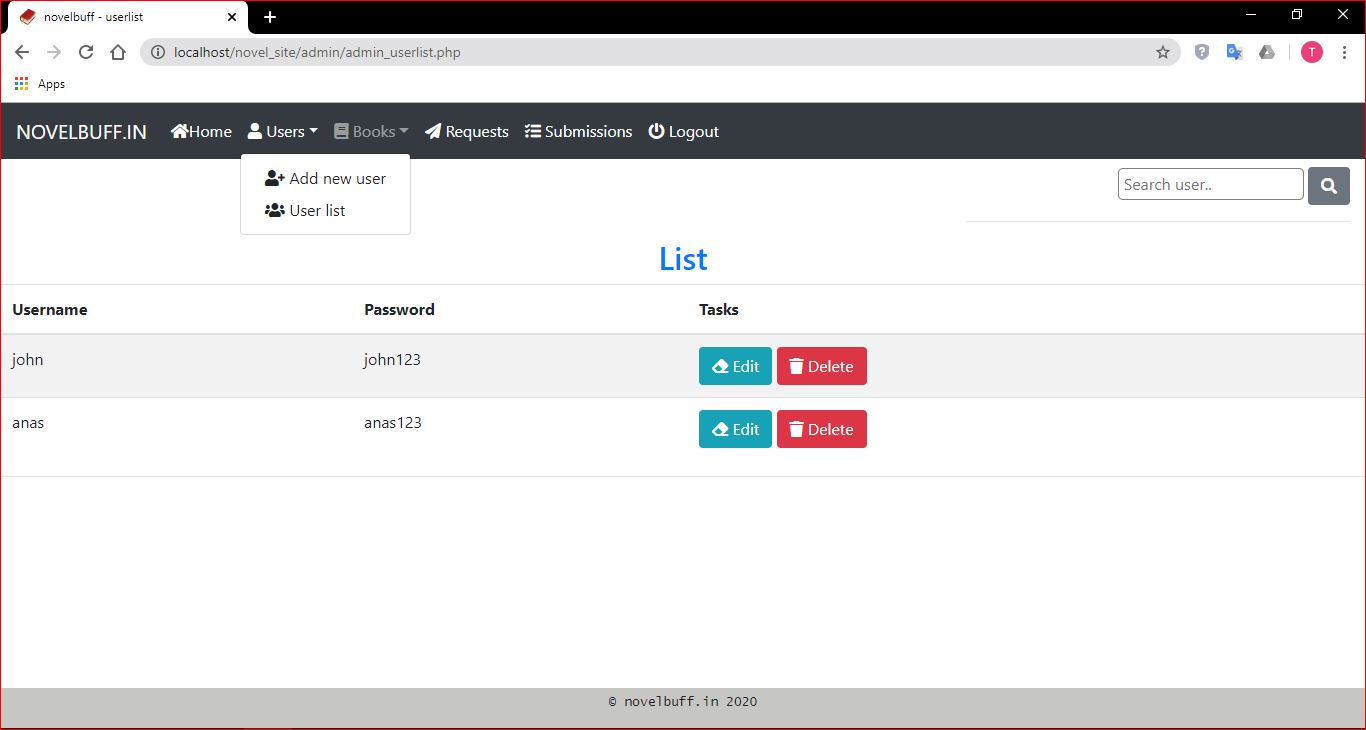 novelbuff - userlist
localhost/novel_site/admin/admin_userlist.php
T
Apps
NOVELBUFF.IN Home Users Books Requests Submissions Logout
Add new user
User list
Search user..
List
Username Password Tasks
john john123 Edit Delete
anas anas123 Edit Delete
© novelbuff.in 2020